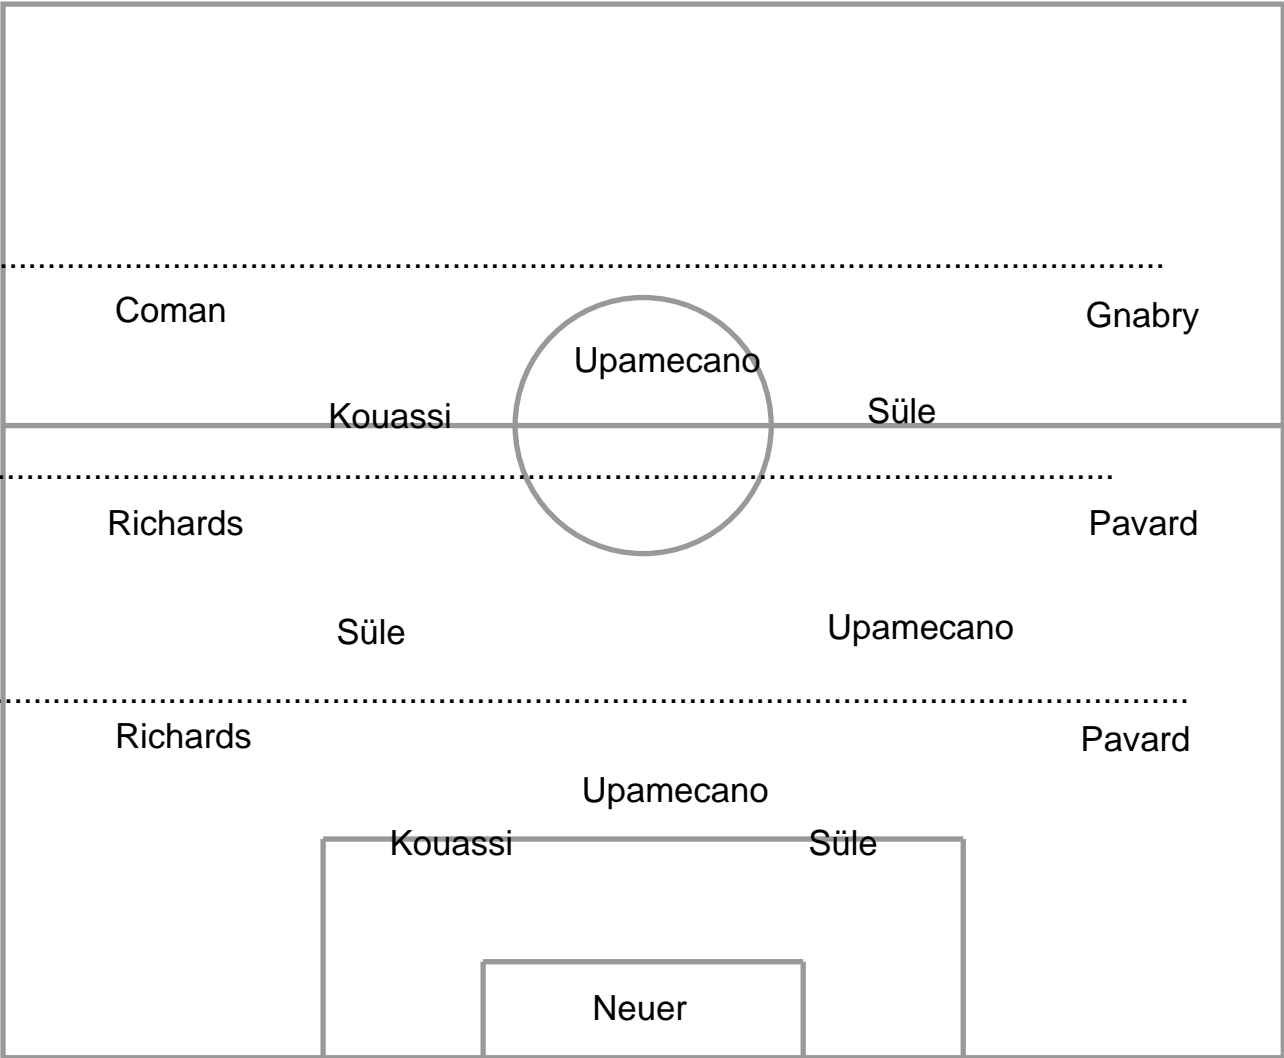 Coman
Gnabry
Upamecano
Kouassi
Süle
Richards
Pavard
Süle
Upamecano
Richards
Pavard
Upamecano
Kouassi
Süle
Neuer